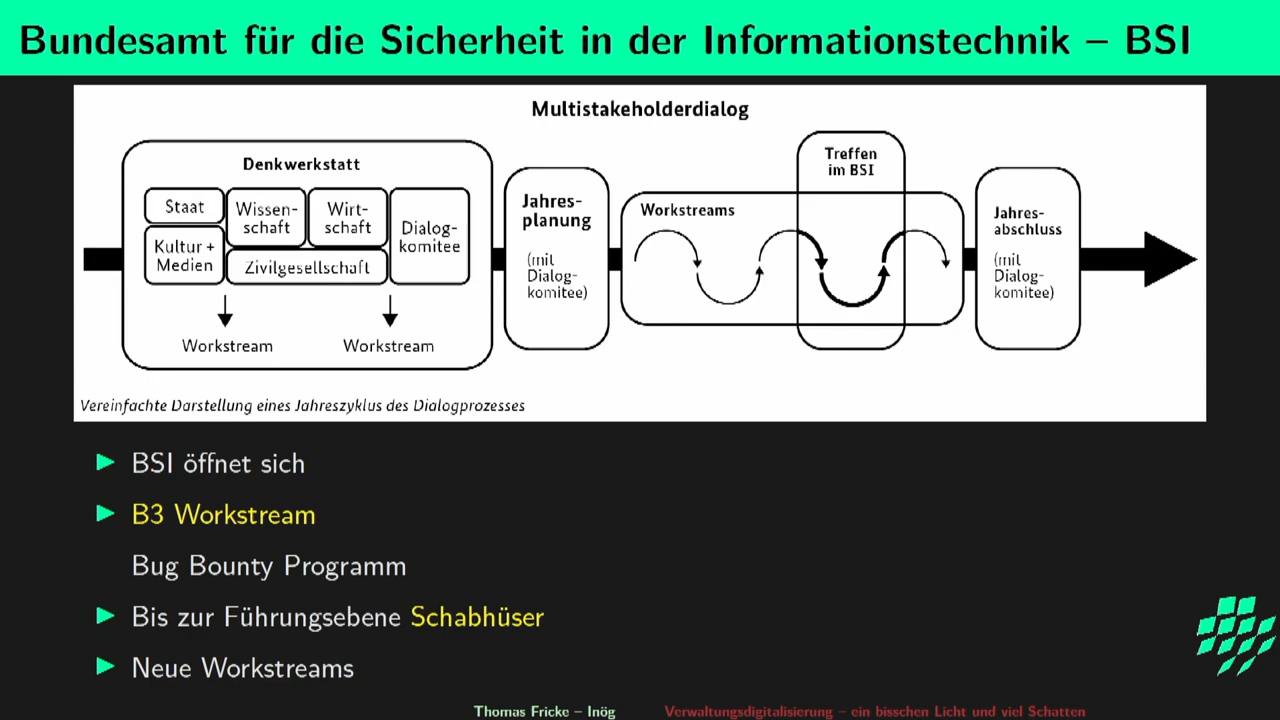 Bundesamt für die Sicherheit in der Informationstechnik – BSI
Multistakeholderdialog
Denkwerkstatt
Staat
Wissen-
schaft
Wirt-
schaft
Dialog-
komitee
Kultur +
Medien
Zivilgesellschaft
Workstream
Workstream
Jahres-
planung
(mit
Dialog-
komitee)
Workstreams
Treffen
im BSI
Jahres-
abschluss
(mit
Dialog-
komitee)
Vereinfachte Darstellung eines Jahreszyklus des Dialogprozesses
BSI öffnet sich
B3 Workstream
Bug Bounty Programm
Bis zur Führungsebene Schabhüser
Neue Workstreams
Thomas Fricke – Inög
Verwaltungsdigitalisierung – ein bisschen Licht und viel Schatten